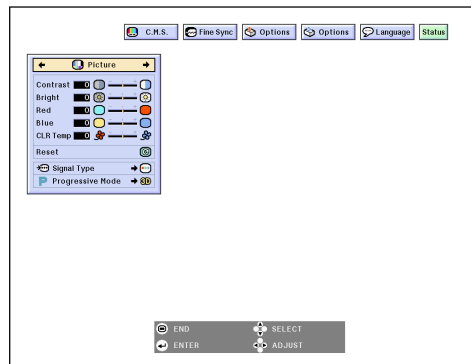 C.M.S. Fine Sync Options Options Language Status
Picture
Contrast 0
Bright 0
Red 0
Blue 0
CLR Temp 0
Reset
Signal Type
P Progressive Mode
END SELECT
ENTER ADJUST